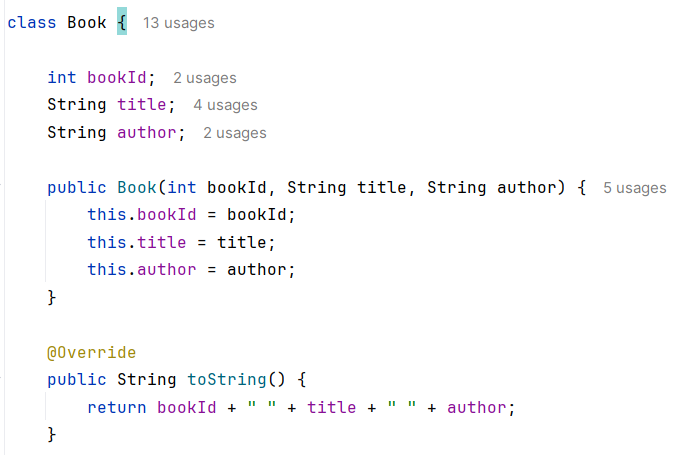 class Book { 13 usages
int bookId; 2 usages
String title; 4 usages
String author; 2 usages
public Book(int bookId, String title, String author) { 5 usages
this.bookId = bookId;
this.title = title;
this.author = author;
}
@Override
public String toString() {
return bookId + " " + title + " " + author;
}